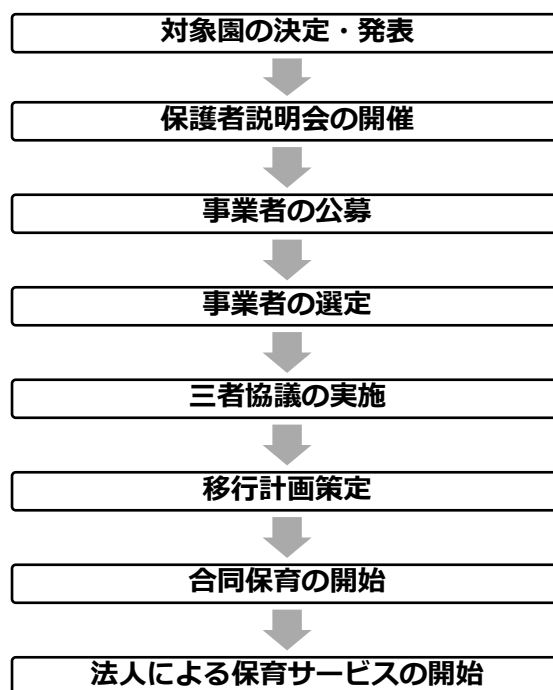 対象園の決定・発表
保護者説明会の開催
事業者の公募
事業者の選定
三者協議の実施
移行計画策定
合同保育の開始
法人による保育サービスの開始